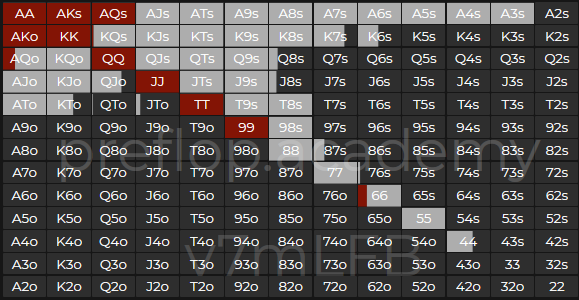 AA AKs AQs AJs ATs A9s A8s A7s A6s A5s A4s A3s A2s
AKo KK KQs KJs KTs K9s K8s K7s K6s K5s K4s K3s K2s
AQo KQo QQ QJs QTs Q9s Q8s Q7s Q6s Q5s Q4s Q3s Q2s
AJo KJo QJo JJ JTs J9s J8s J7s J6s J5s J4s J3s J2s
ATo KTo QTo JTo TT T9s T8s T7s T6s T5s T4s T3s T2s
A9o K9o Q9o J9o T9o 99 98s 97s 96s 95s 94s 93s 92s
A8o K8o Q8o J8o T8o 98o 88 87s 86s 85s 84s 83s 82s
preflop.academy
A7o K7o Q7o J7o T7o 97o 87o 77 76s 75s 74s 73s 72s
A6o K6o Q6o J6o T6o 96o 86o 76o 66 65s 64s 63s 62s
A5o K5o Q5o J5o T5o 95o 85o 75o 65o 55 54s 53s 52s
A4o K4o Q4o J4o T4o 94o 84o 74o 64o 54o 44 43s 42s
v7mLFB
A3o K3o Q3o J3o T3o 93o 83o 73o 63o 53o 43o 33 32s
A2o K2o Q2o J2o T2o 92o 82o 72o 62o 52o 42o 32o 22